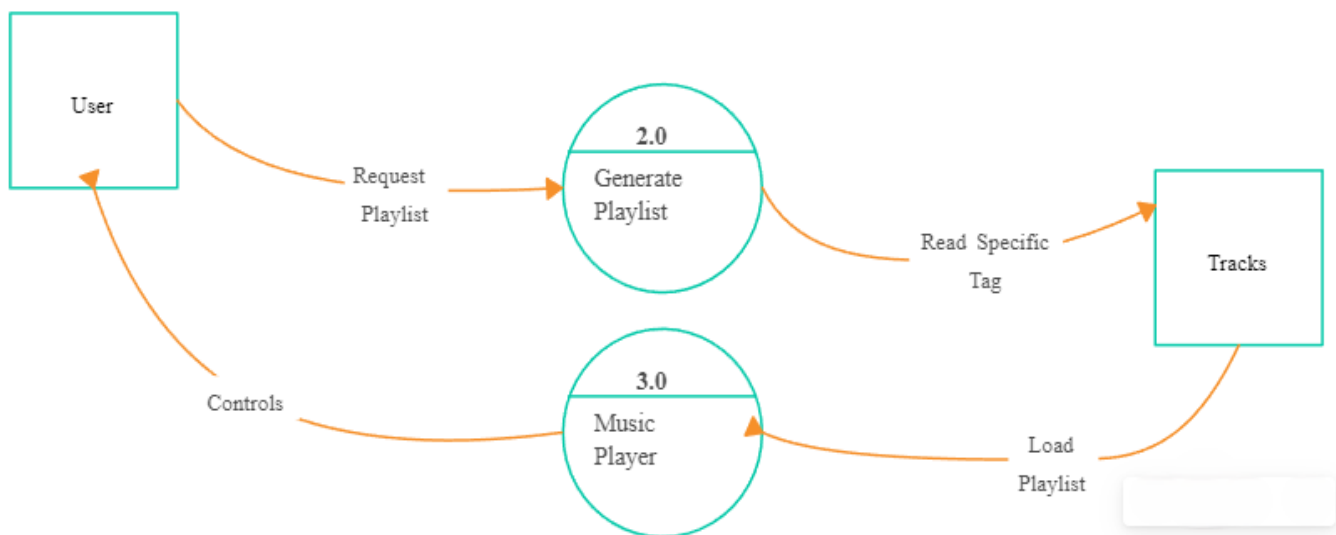 User
Request
Playlist
2.0
Generate
Playlist
Read Specific
Tag
Tracks
Controls
3.0
Music
Player
Load
Playlist